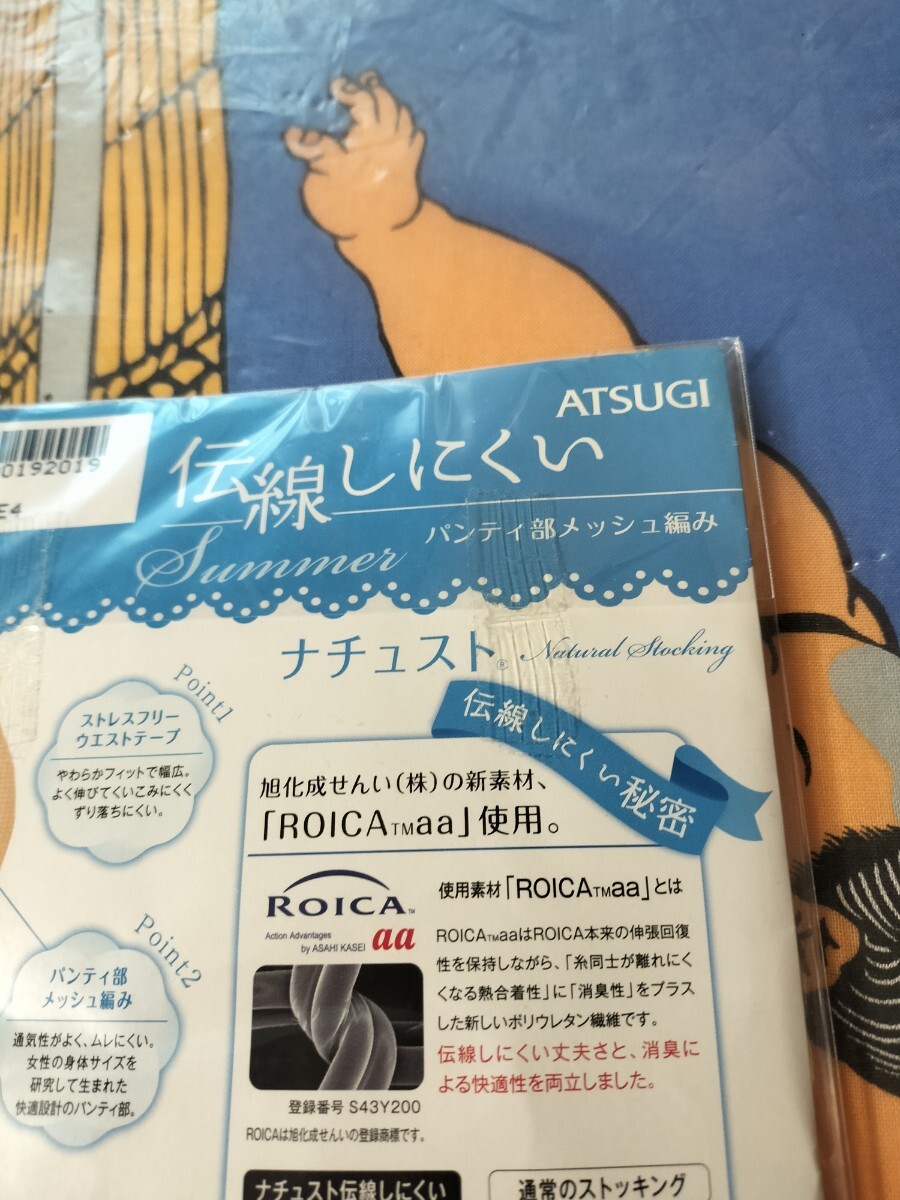 ATSUGI
0192019
E4
伝線しにくい
Summer
パンティ部メッシュ編み
ナチュスト®
Natural Stocking
伝線しにくい秘密
Point1
ストレスフリー
ウエストテープ
やわらかフィットで幅広。
よく伸びてくいこみにくく
ずり落ちにくい。
Point2
パンティ部
メッシュ編み
通気性がよく、ムレにくい。
女性の身体サイズを
研究して生まれた
快適設計のパンティ部。
旭化成せんい(株)の新素材、
「ROICA™aa」使用。
ROICA™
Action Advantages
by ASAHI KASEI
aa
登録番号 S43Y200
ROICAは旭化成せんいの登録商標です。
使用素材「ROICA™aa」とは
ROICA™aaはROICA本来の伸張回復
性を保持しながら、「糸同士が離れにく
くなる熱合着性」に「消臭性」をプラス
した新しいポリウレタン繊維です。
伝線しにくい丈夫さと、消臭に
よる快適性を両立しました。
ナチュスト伝線しにくい
通常のストッキング